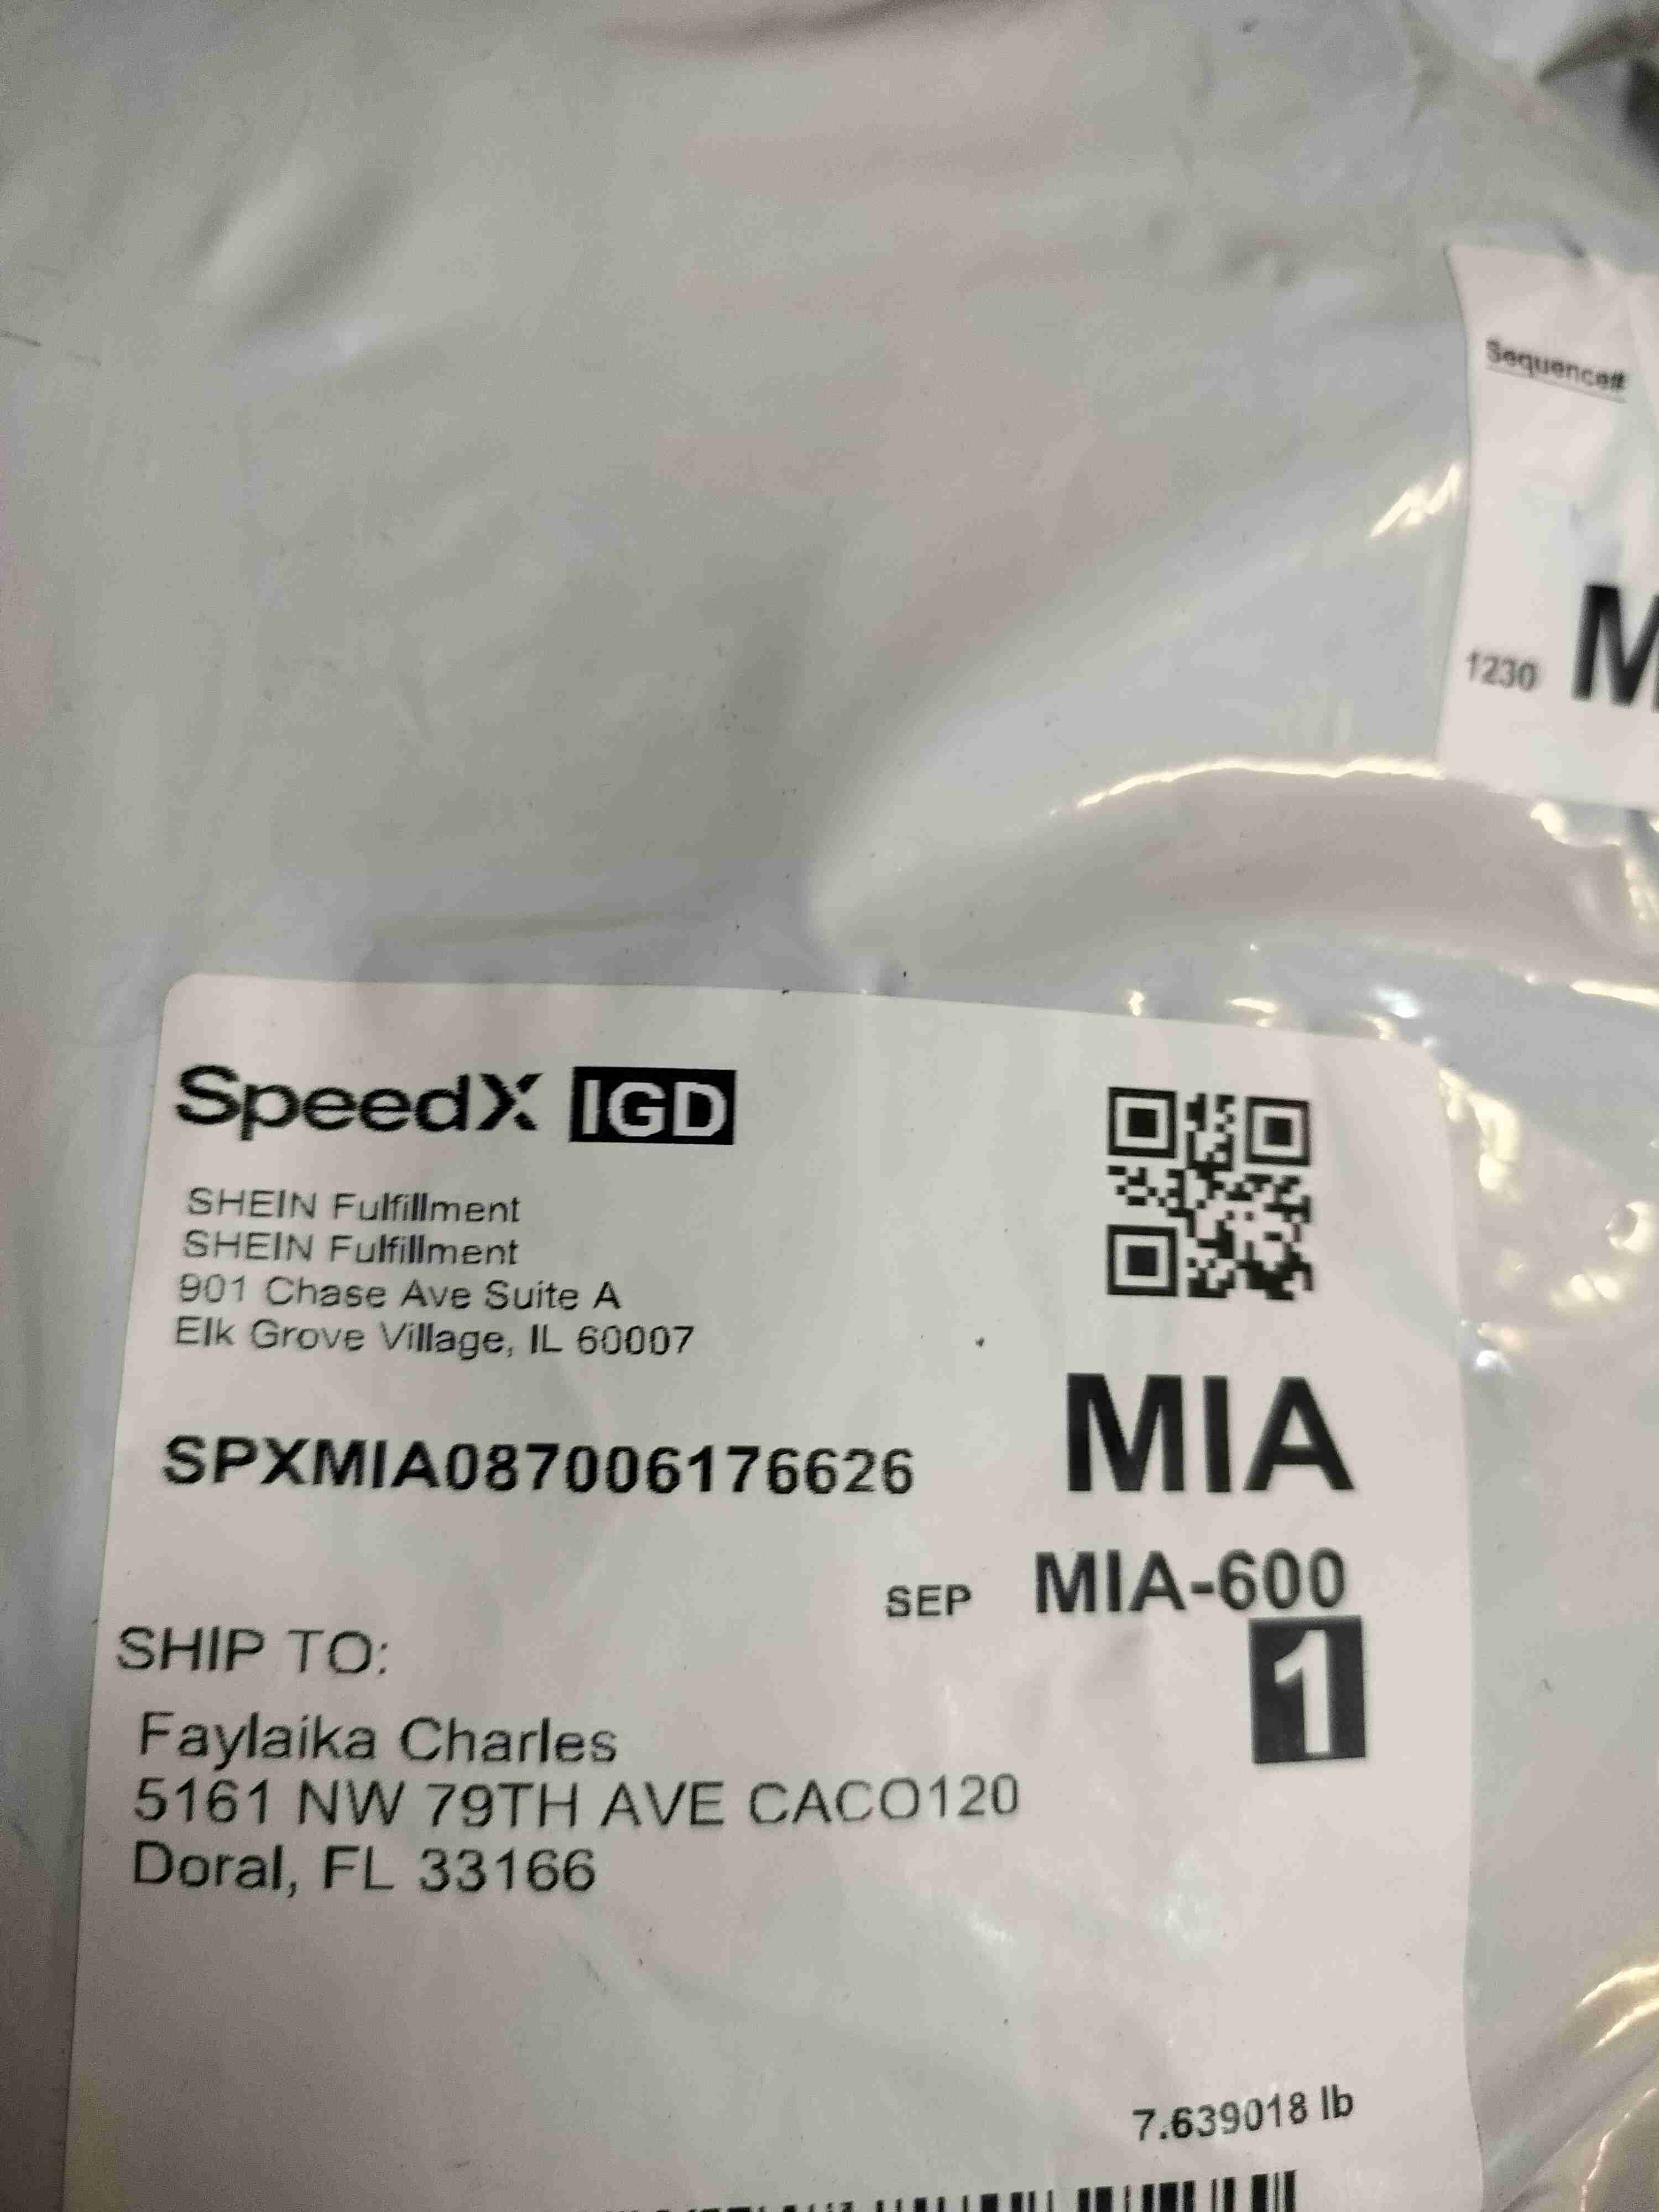 Sequence#
1230 M
SpeedX IGD
SHEIN Fulfillment
SHEIN Fulfillment
901 Chase Ave Suite A
Elk Grove Village, IL 60007
MIA
SPXMIA087006176626
SEP MIA-600
1
SHIP TO:
Faylaika Charles
5161 NW 79TH AVE CACO120
Doral, FL 33166
7.639018 lb